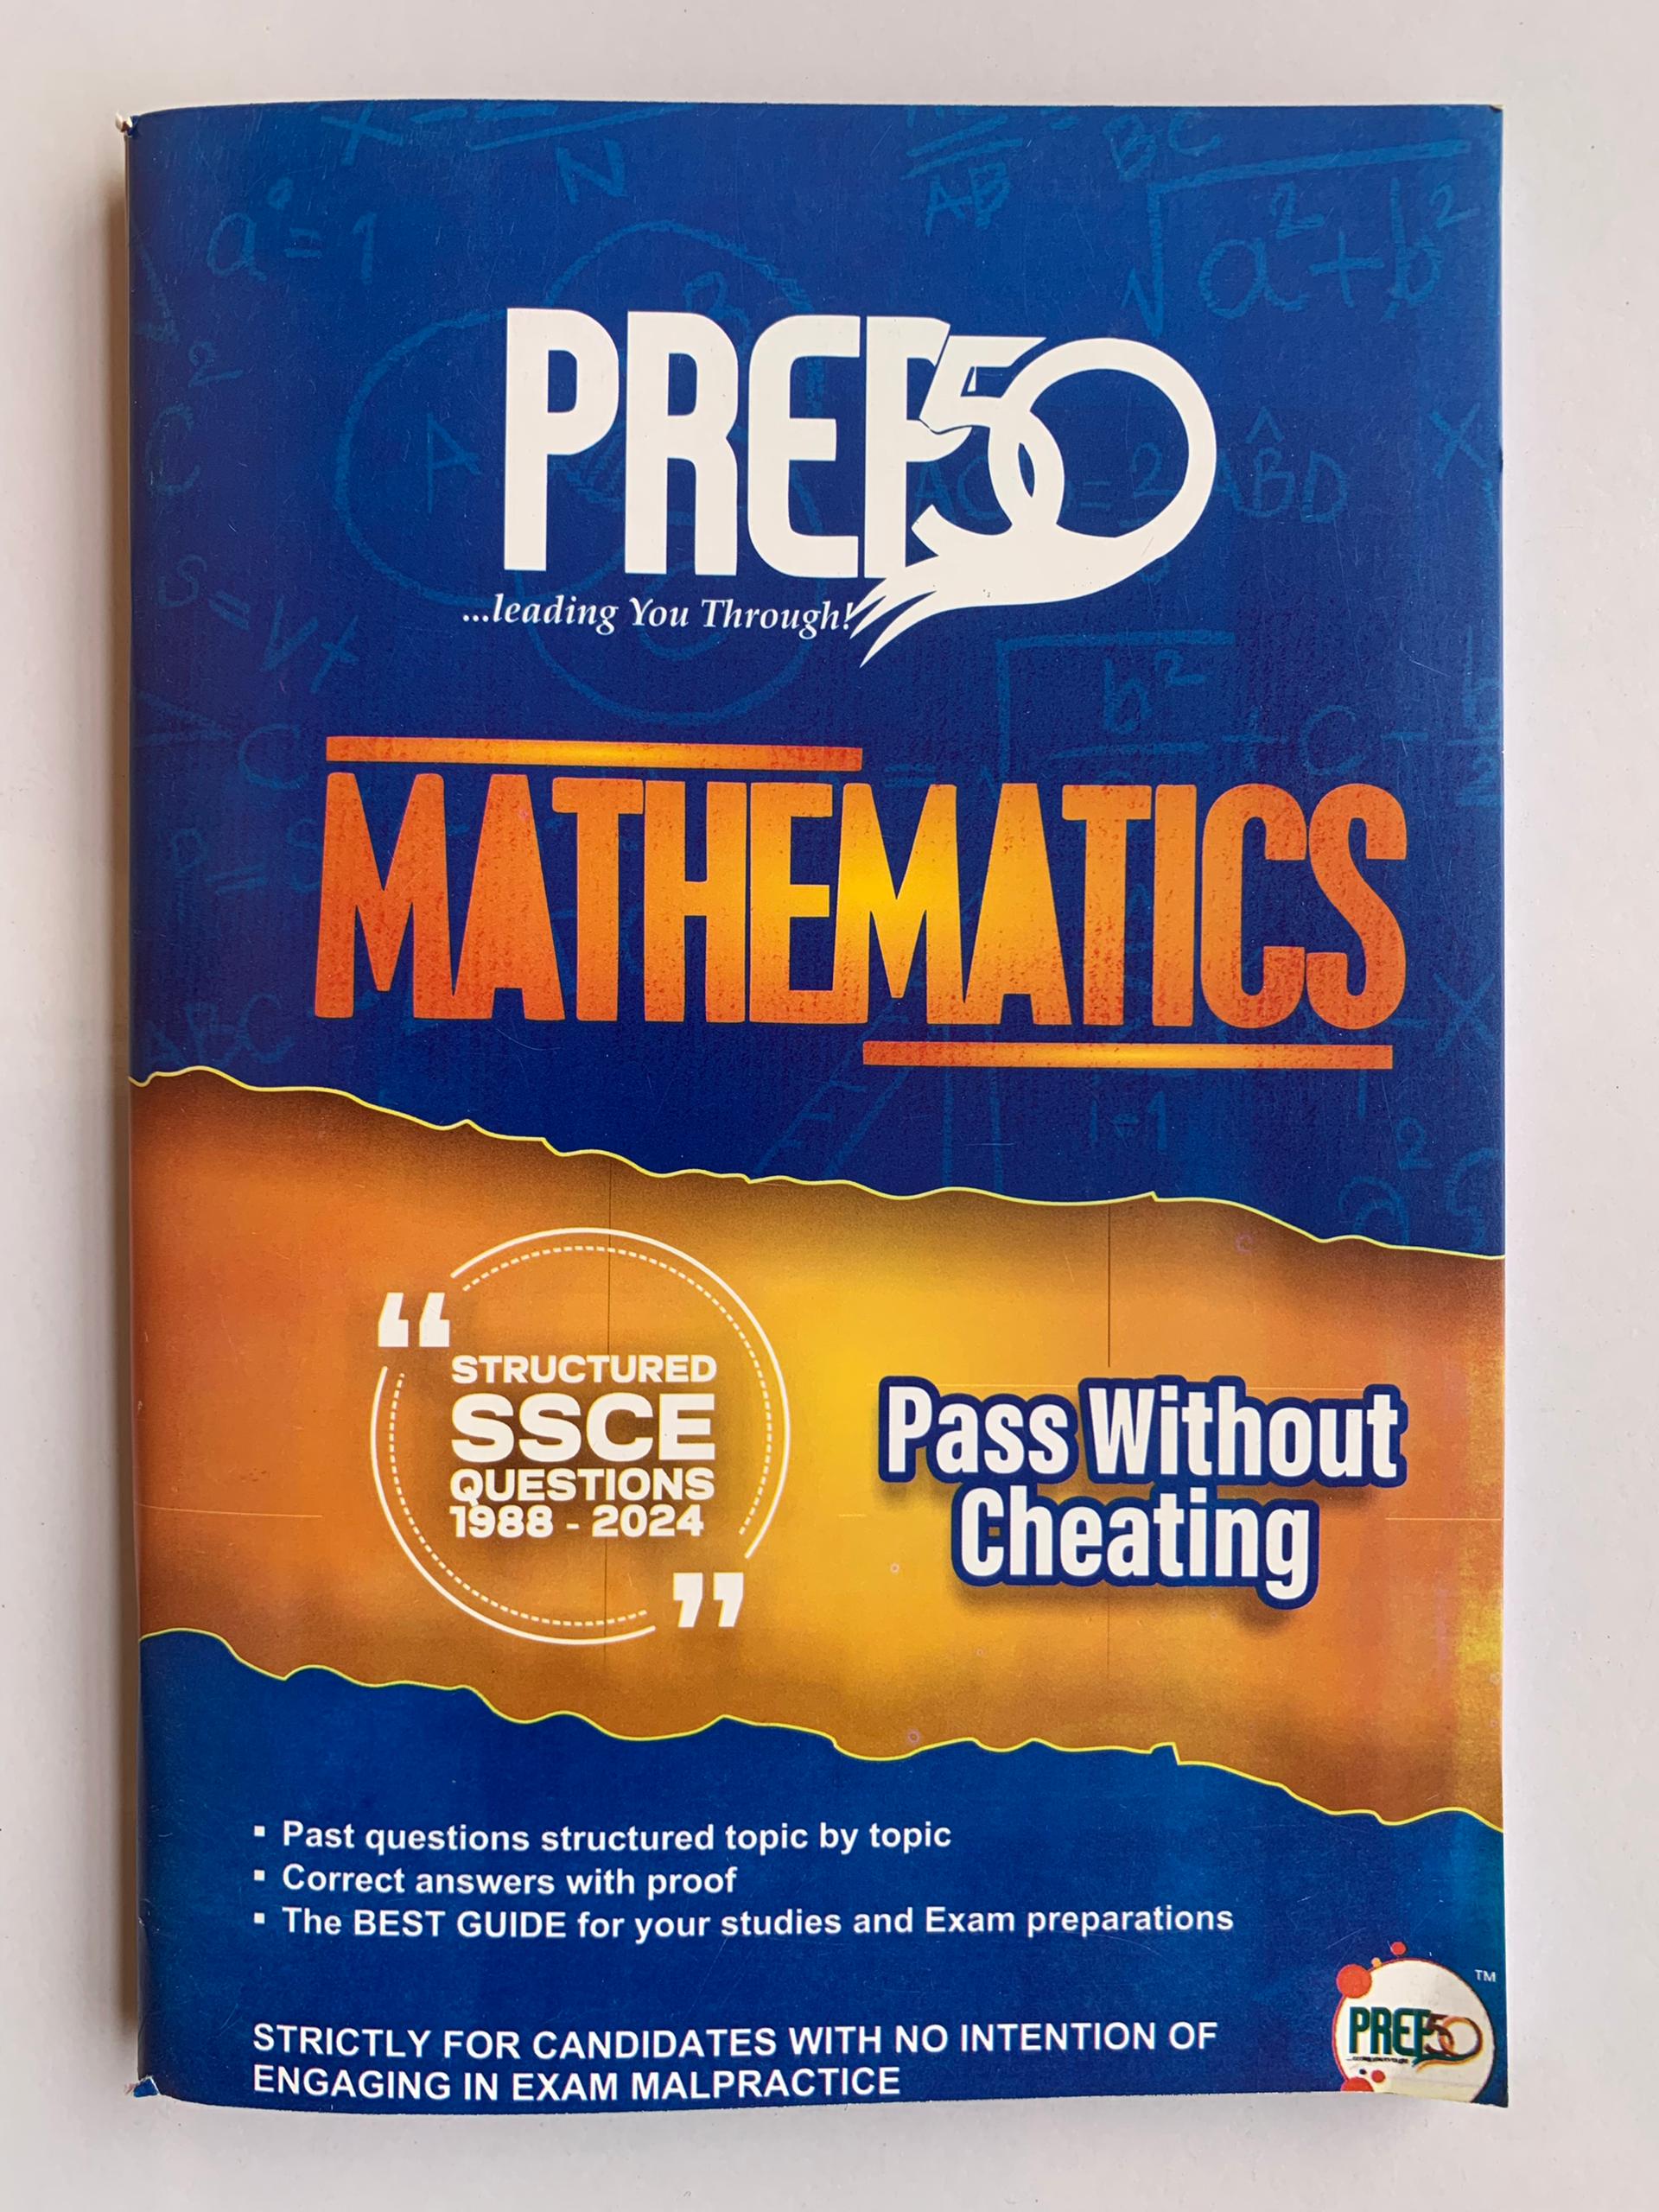 PREP50
...leading You Through!
MATHEMATICS
“
STRUCTURED
SSCE
QUESTIONS
1988 - 2024
”
Pass Without
Cheating
▪ Past questions structured topic by topic
▪ Correct answers with proof
▪ The BEST GUIDE for your studies and Exam preparations
STRICTLY FOR CANDIDATES WITH NO INTENTION OF
ENGAGING IN EXAM MALPRACTICE
TM
PREP50